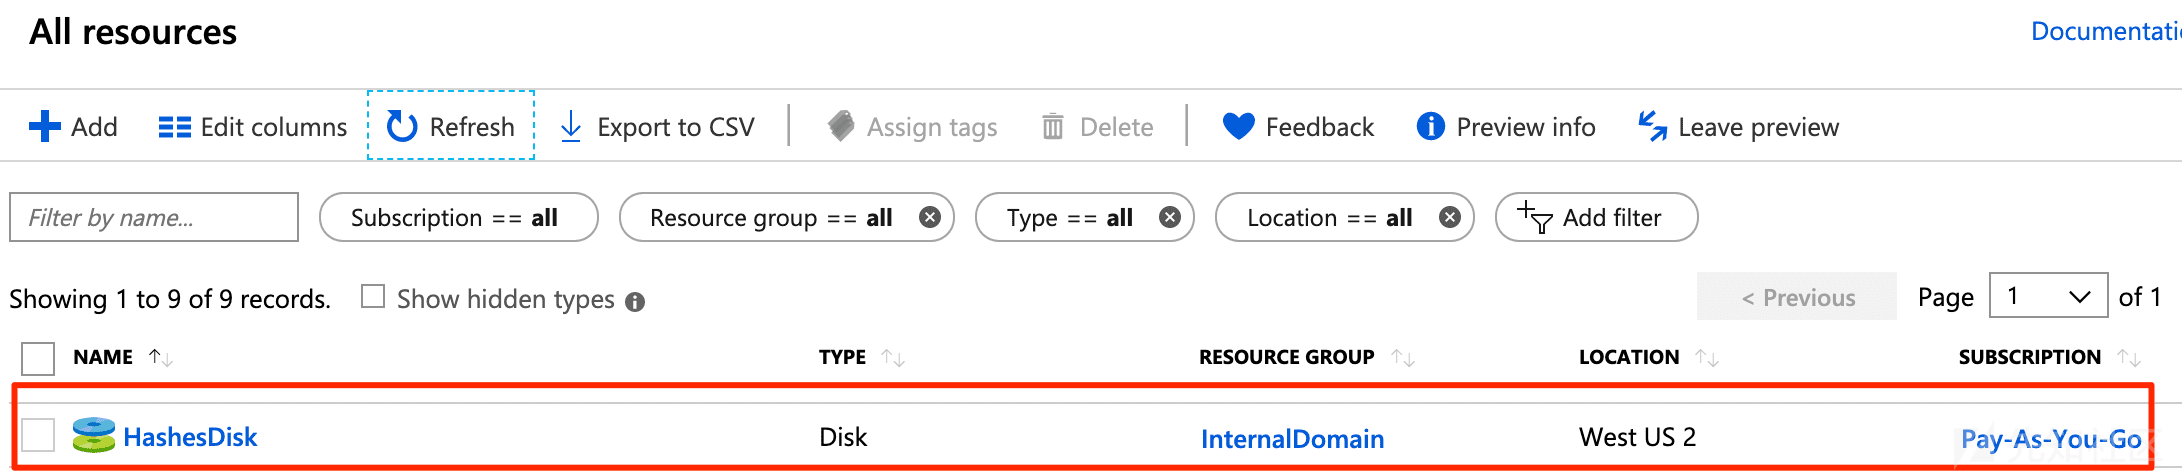 All resources
Documentati
Add Edit columns Refresh Export to CSV Assign tags Delete Feedback Preview info Leave preview
Filter by name... Subscription == all Resource group == all Type == all Location == all Add filter
Showing 1 to 9 of 9 records. Show hidden types < Previous Page 1 of 1
NAME TYPE RESOURCE GROUP LOCATION SUBSCRIPTION
HashesDisk Disk InternalDomain West US 2 Pay-As-You-Go